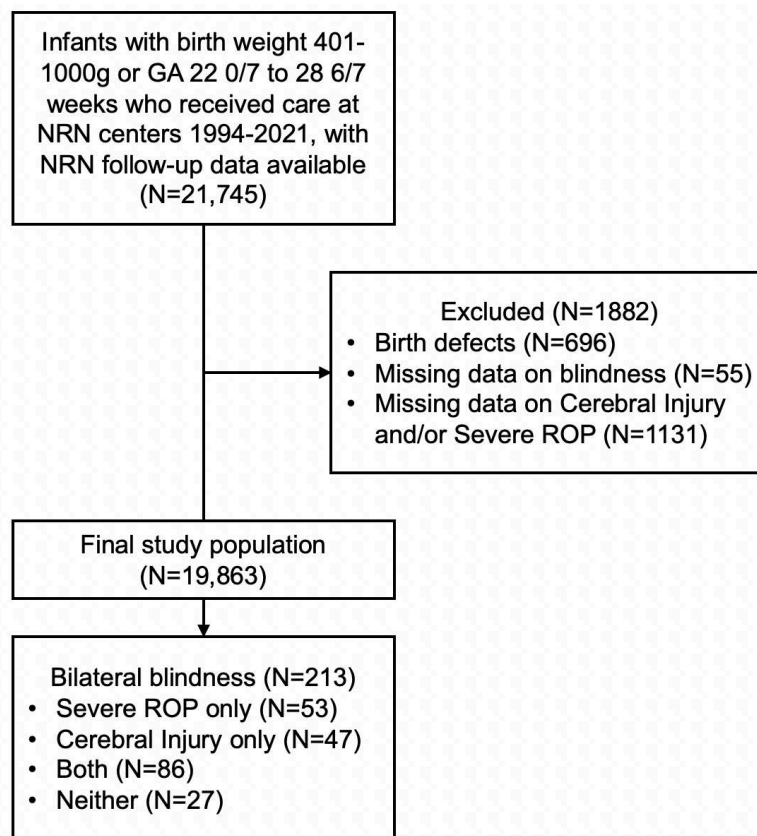 Infants with birth weight 401-
1000g or GA 22 0/7 to 28 6/7
weeks who received care at
NRN centers 1994-2021, with
NRN follow-up data available
(N=21,745)
Excluded (N=1882)
• Birth defects (N=696)
• Missing data on blindness (N=55)
• Missing data on Cerebral Injury
and/or Severe ROP (N=1131)
Final study population
(N=19,863)
Bilateral blindness (N=213)
• Severe ROP only (N=53)
• Cerebral Injury only (N=47)
• Both (N=86)
• Neither (N=27)